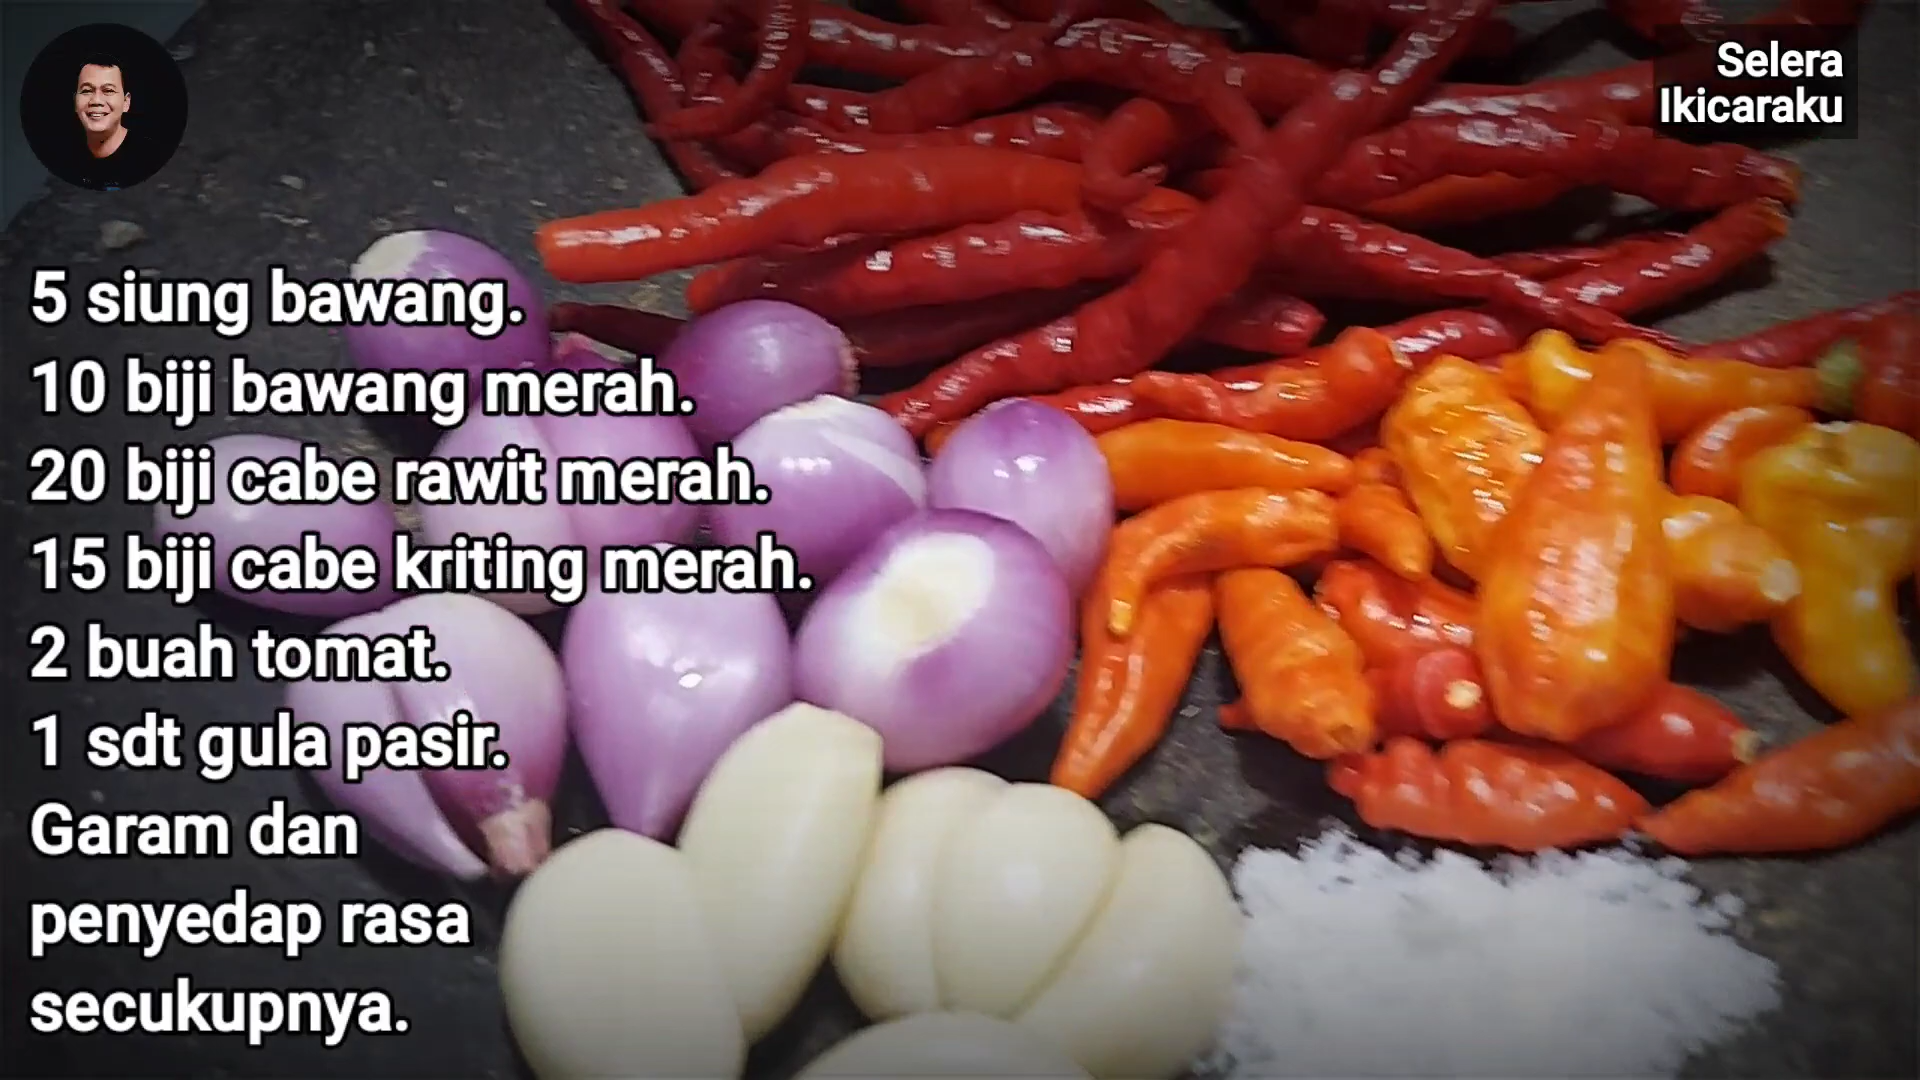 Selera
Ikicaraku
5 siung bawang.
10 biji bawang merah.
20 biji cabe rawit merah.
15 biji cabe kriting merah.
2 buah tomat.
1 sdt gula pasir.
Garam dan
penyedap rasa
secukupnya.